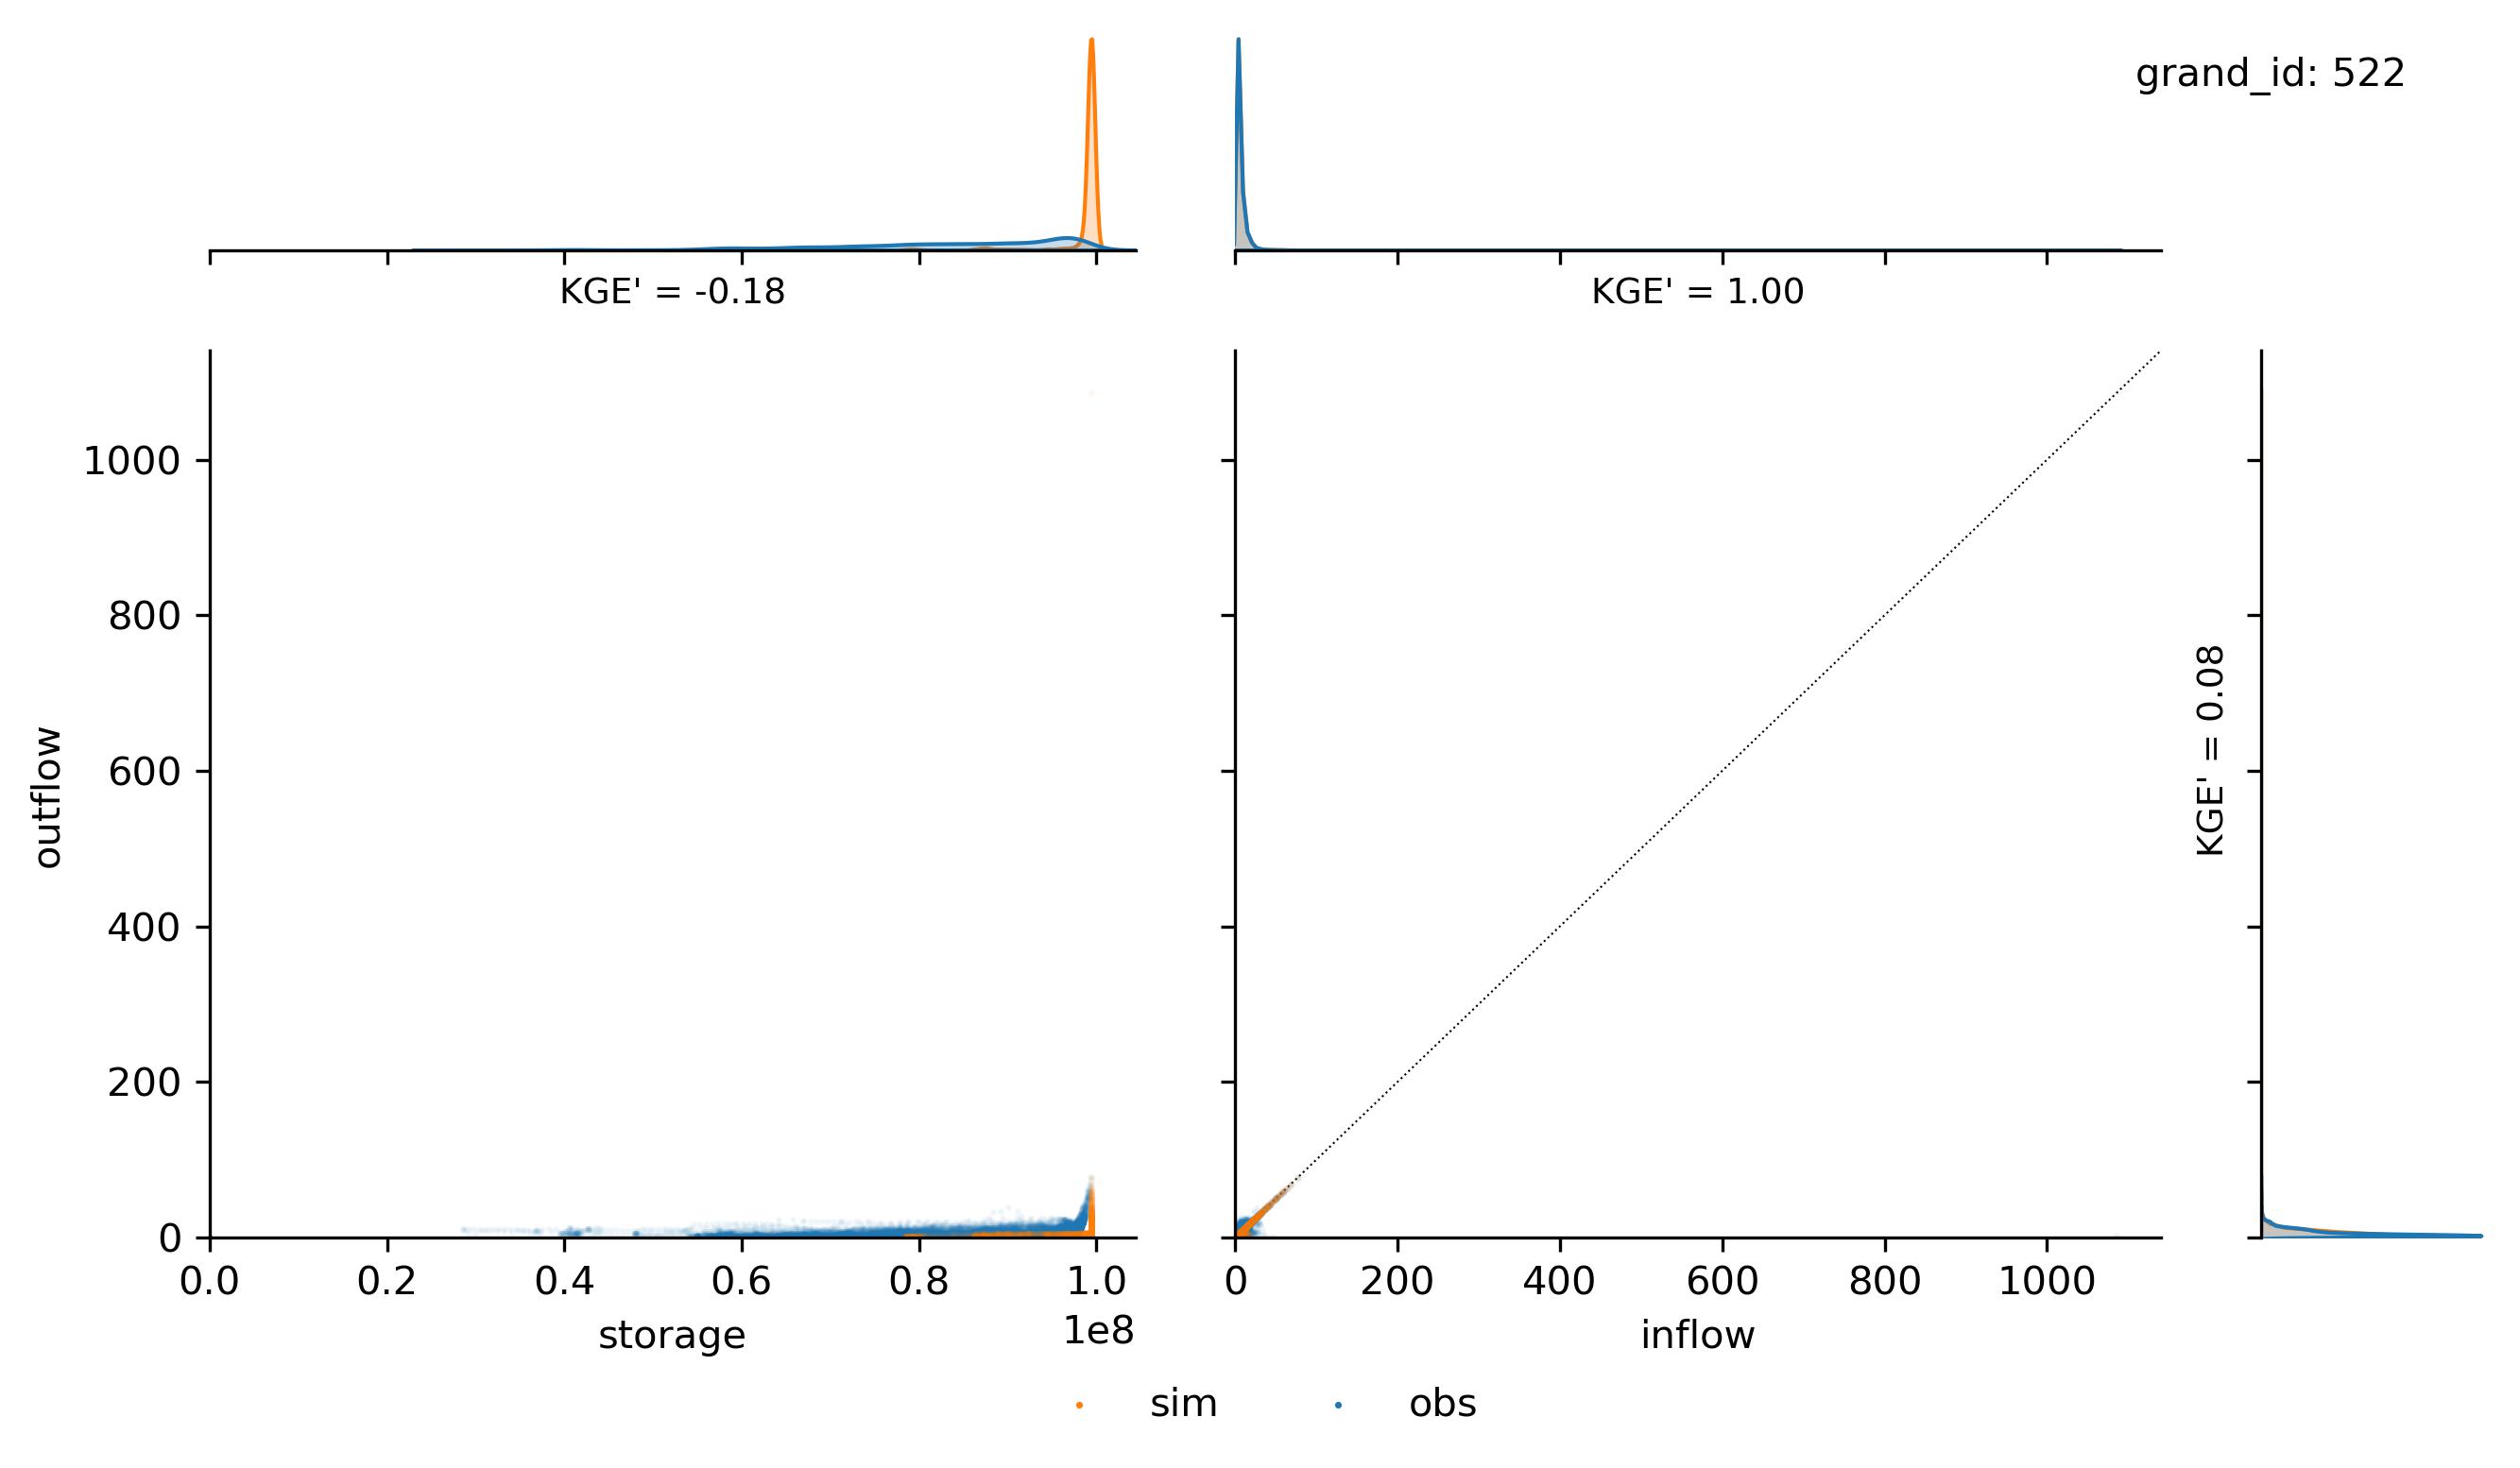 grand_id: 522
KGE' = -0.18
KGE' = 1.00
1000
800
600
400
200
0
outflow
KGE' = 0.08
0.0 0.2 0.4 0.6 0.8 1.0
0 200 400 600 800 1000
storage
1e8
inflow
sim obs